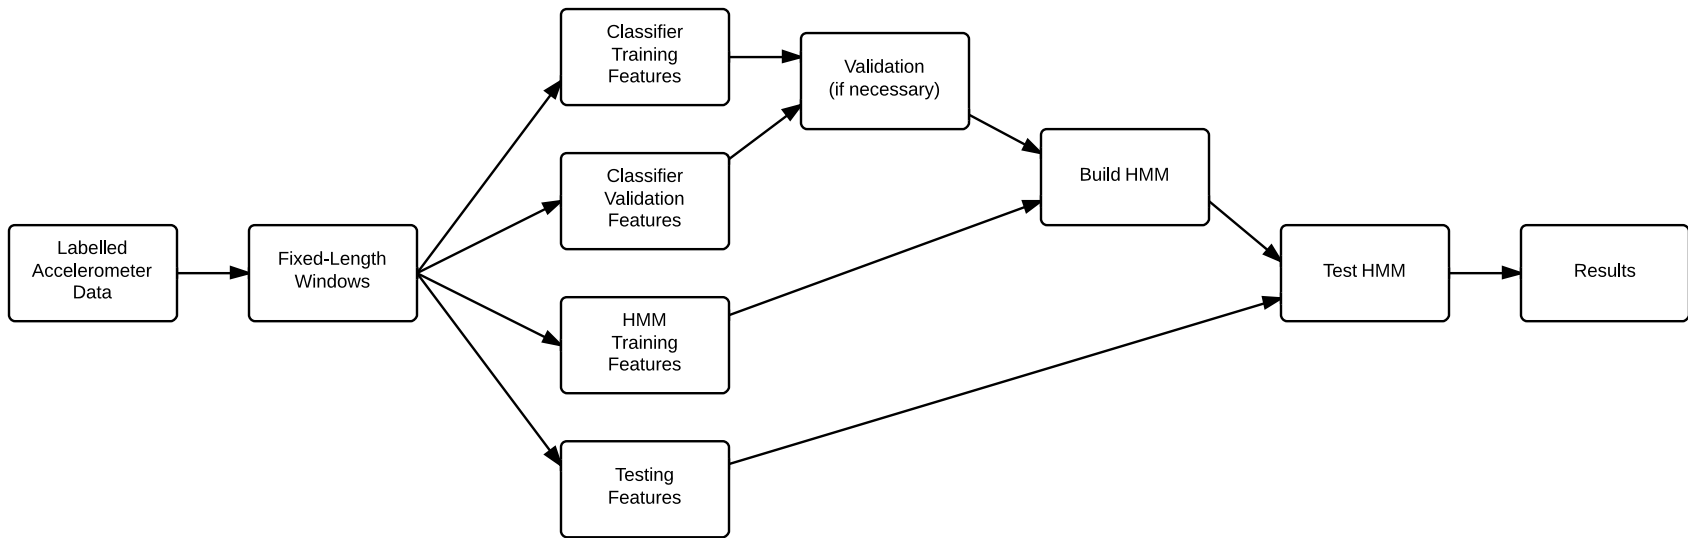 Labelled
Accelerometer
Data
Fixed-Length
Windows
Classifier
Training
Features
Classifier
Validation
Features
HMM
Training
Features
Testing
Features
Validation
(if necessary)
Build HMM
Test HMM
Results